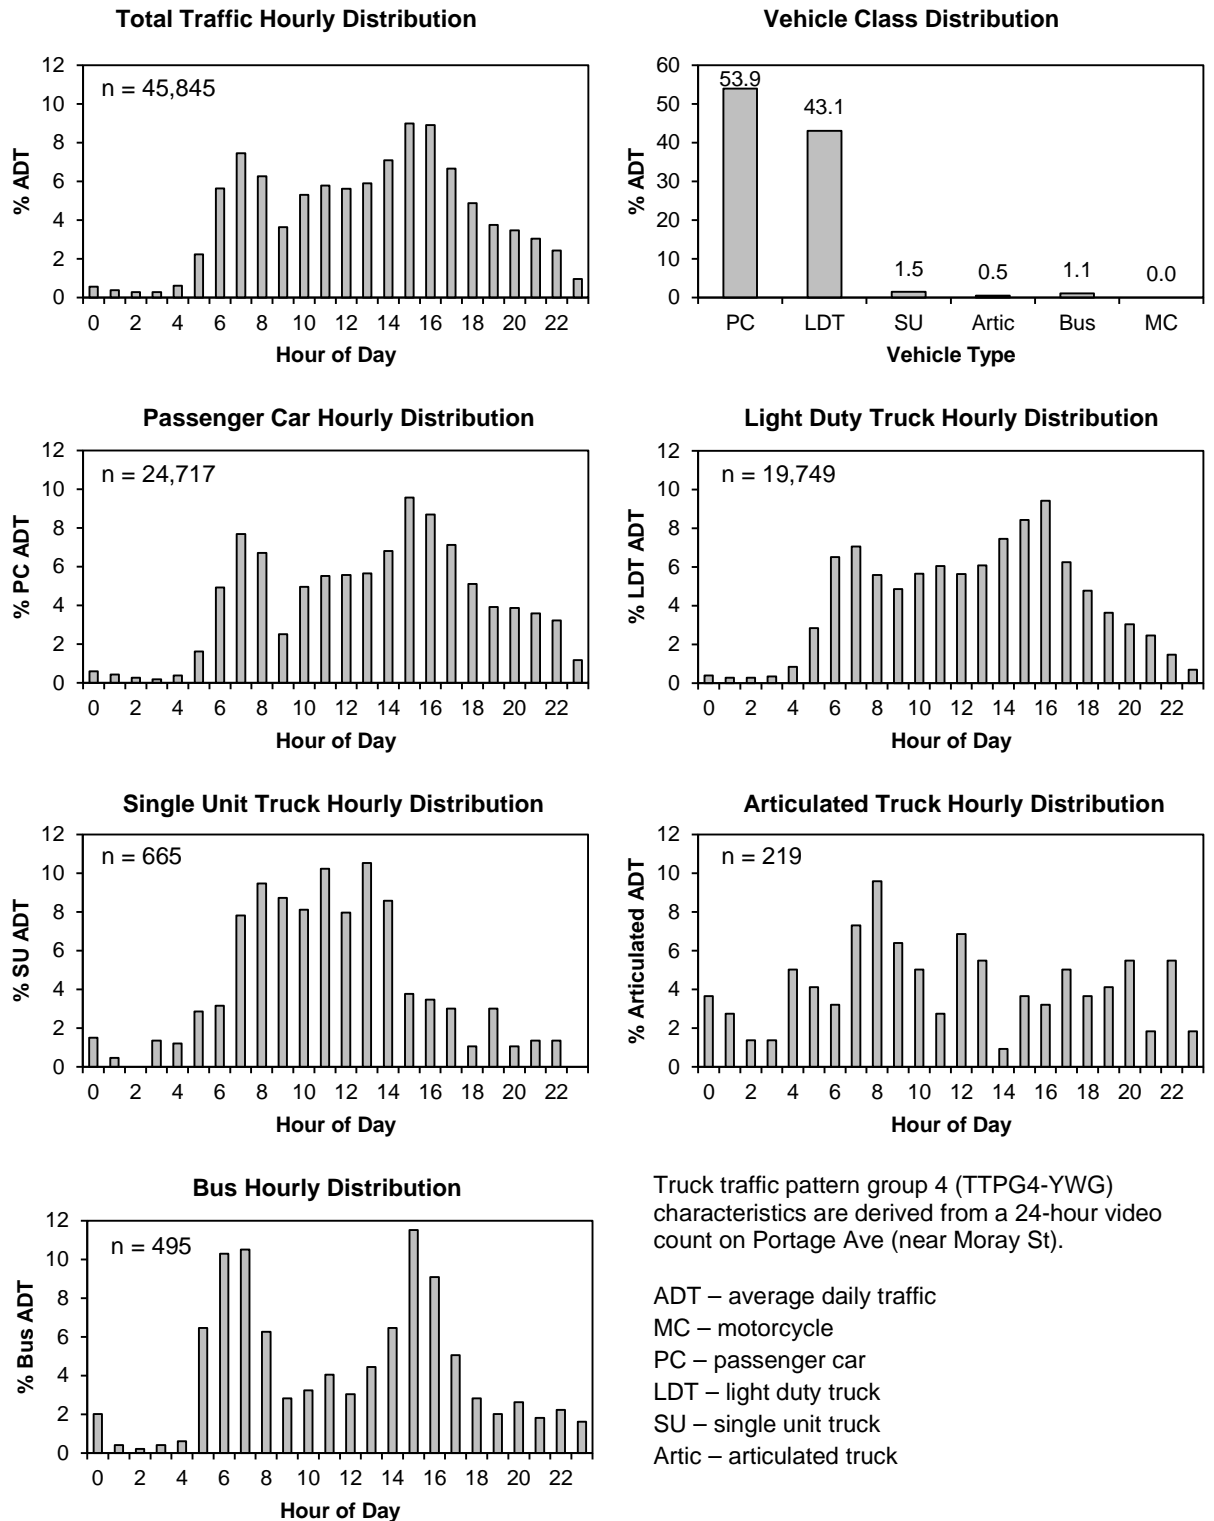 Total Traffic Hourly Distribution
12
10
8
6
4
2
0
% ADT
n = 45,845
0 2 4 6 8 10 12 14 16 18 20 22
Hour of Day
Vehicle Class Distribution
60
50
40
30
20
10
0
% ADT
53.9
43.1
1.5
0.5
1.1
0.0
PC LDT SU Artic Bus MC
Vehicle Type
Passenger Car Hourly Distribution
12
10
8
6
4
2
0
% PC ADT
n = 24,717
0 2 4 6 8 10 12 14 16 18 20 22
Hour of Day
Light Duty Truck Hourly Distribution
12
10
8
6
4
2
0
% LDT ADT
n = 19,749
0 2 4 6 8 10 12 14 16 18 20 22
Hour of Day
Single Unit Truck Hourly Distribution
12
10
8
6
4
2
0
% SU ADT
n = 665
0 2 4 6 8 10 12 14 16 18 20 22
Hour of Day
Articulated Truck Hourly Distribution
12
10
8
6
4
2
0
% Articulated ADT
n = 219
0 2 4 6 8 10 12 14 16 18 20 22
Hour of Day
Bus Hourly Distribution
12
10
8
6
4
2
0
% Bus ADT
n = 495
0 2 4 6 8 10 12 14 16 18 20 22
Hour of Day
Truck traffic pattern group 4 (TTPG4-YWG)
characteristics are derived from a 24-hour video
count on Portage Ave (near Moray St).
ADT – average daily traffic
MC – motorcycle
PC – passenger car
LDT – light duty truck
SU – single unit truck
Artic – articulated truck